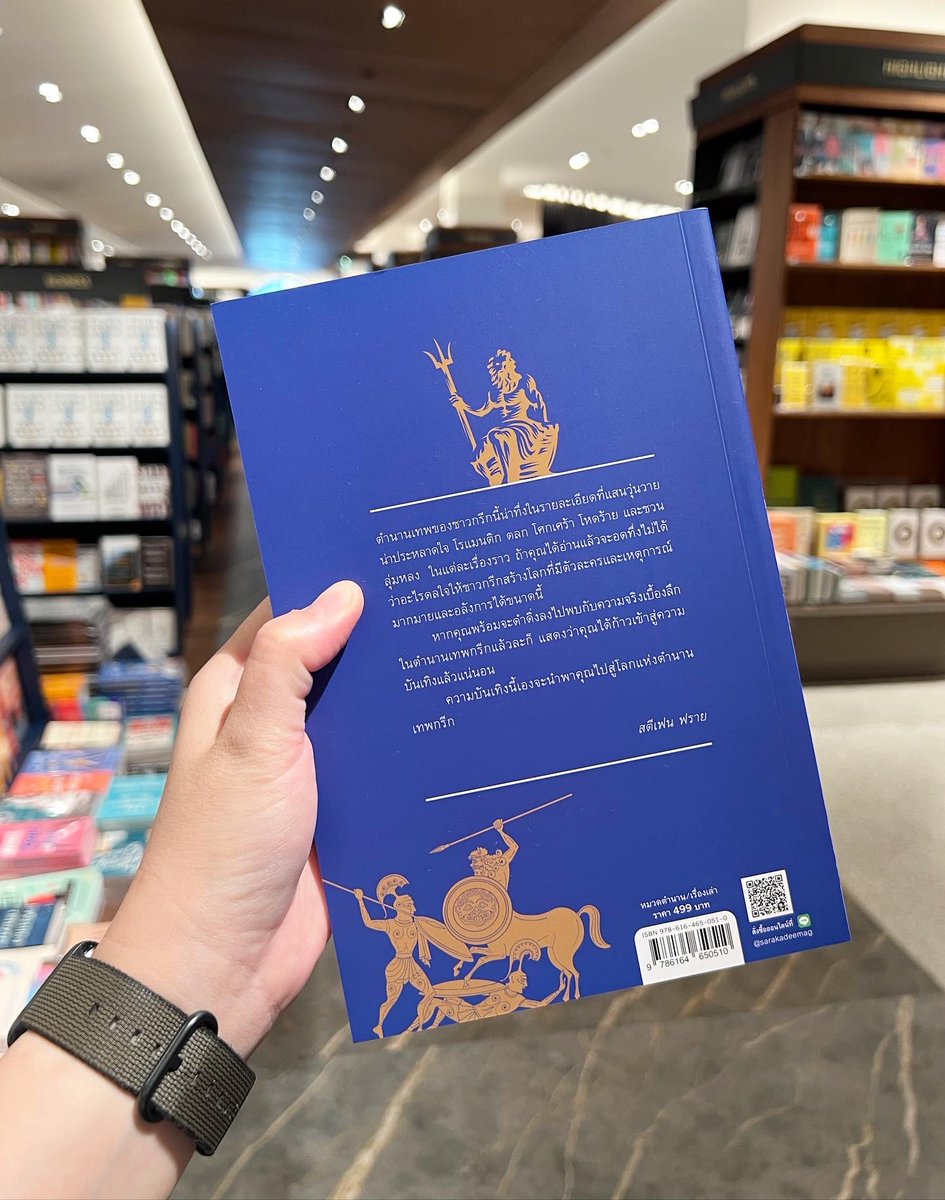 ตำนานเทพของชาวกรีกนี้น่าทึ่งในรายละเอียดที่แสนวุ่นวาย
น่าประหลาดใจ โรแมนติก ตลก โศกเศร้า โหดร้าย และชวน
ลุ่มหลง ในแต่ละเรื่องราว ถ้าคุณได้อ่านแล้วจะอดทึ่งไม่ได้
ว่าอะไรดลใจให้ชาวกรีกสร้างโลกที่มีตัวละครและเหตุการณ์
มากมายและอลังการได้ขนาดนี้
หากคุณพร้อมจะดำดิ่งลงไปพบกับความจริงเบื้องลึก
ในตำนานเทพกรีกแล้วละก็ แสดงว่าคุณได้ก้าวเข้าสู่ความ
บันเทิงแล้วแน่นอน
ความบันเทิงนี้เองจะนำพาคุณไปสู่โลกแห่งตำนาน
เทพกรีก
สตีเฟน ฟราย
หมวดตำนาน/เรื่องเล่า
ราคา 499 บาท
ISBN 978-616-465-051-0
9 786164 650510
สั่งซื้อออนไลน์ที่
@sarakadeemag